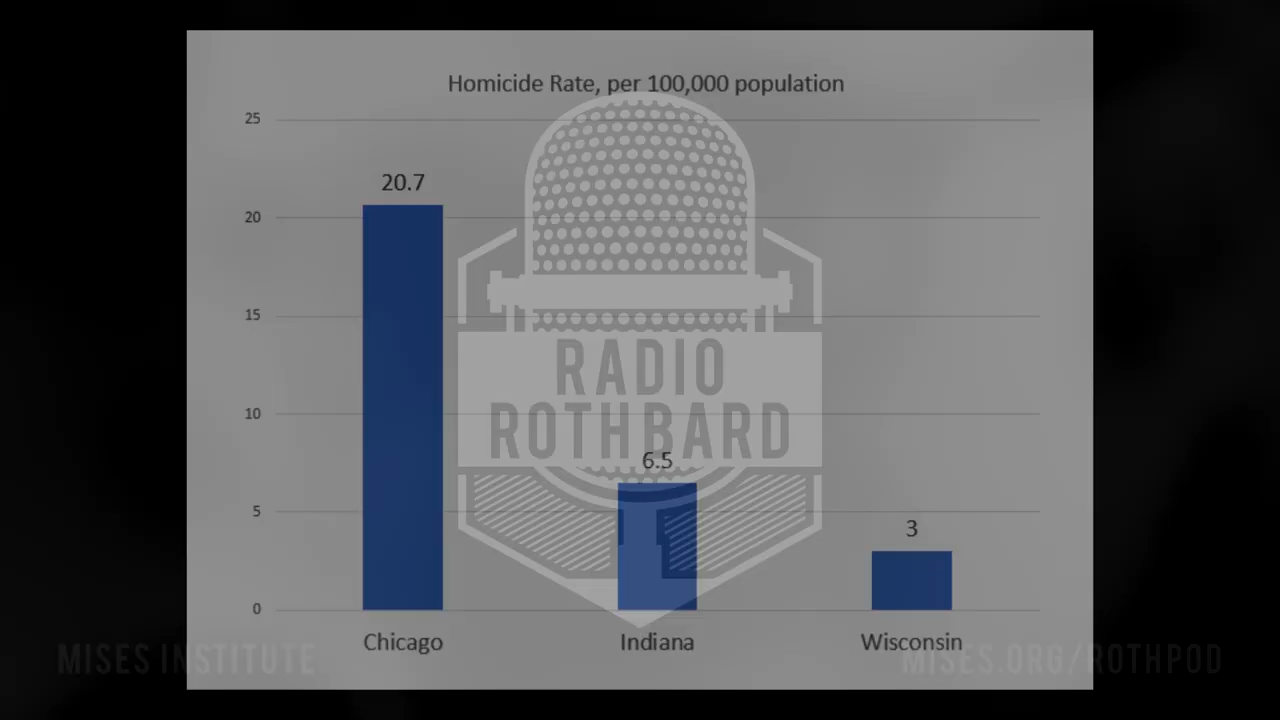 Homicide Rate, per 100,000 population
25
20.7
20
15
RADIO
10
ROTHBARD
6.5
5
3
0
Chicago Indiana Wisconsin
MISES INSTITUTE MISES.ORG/ROTHPOD